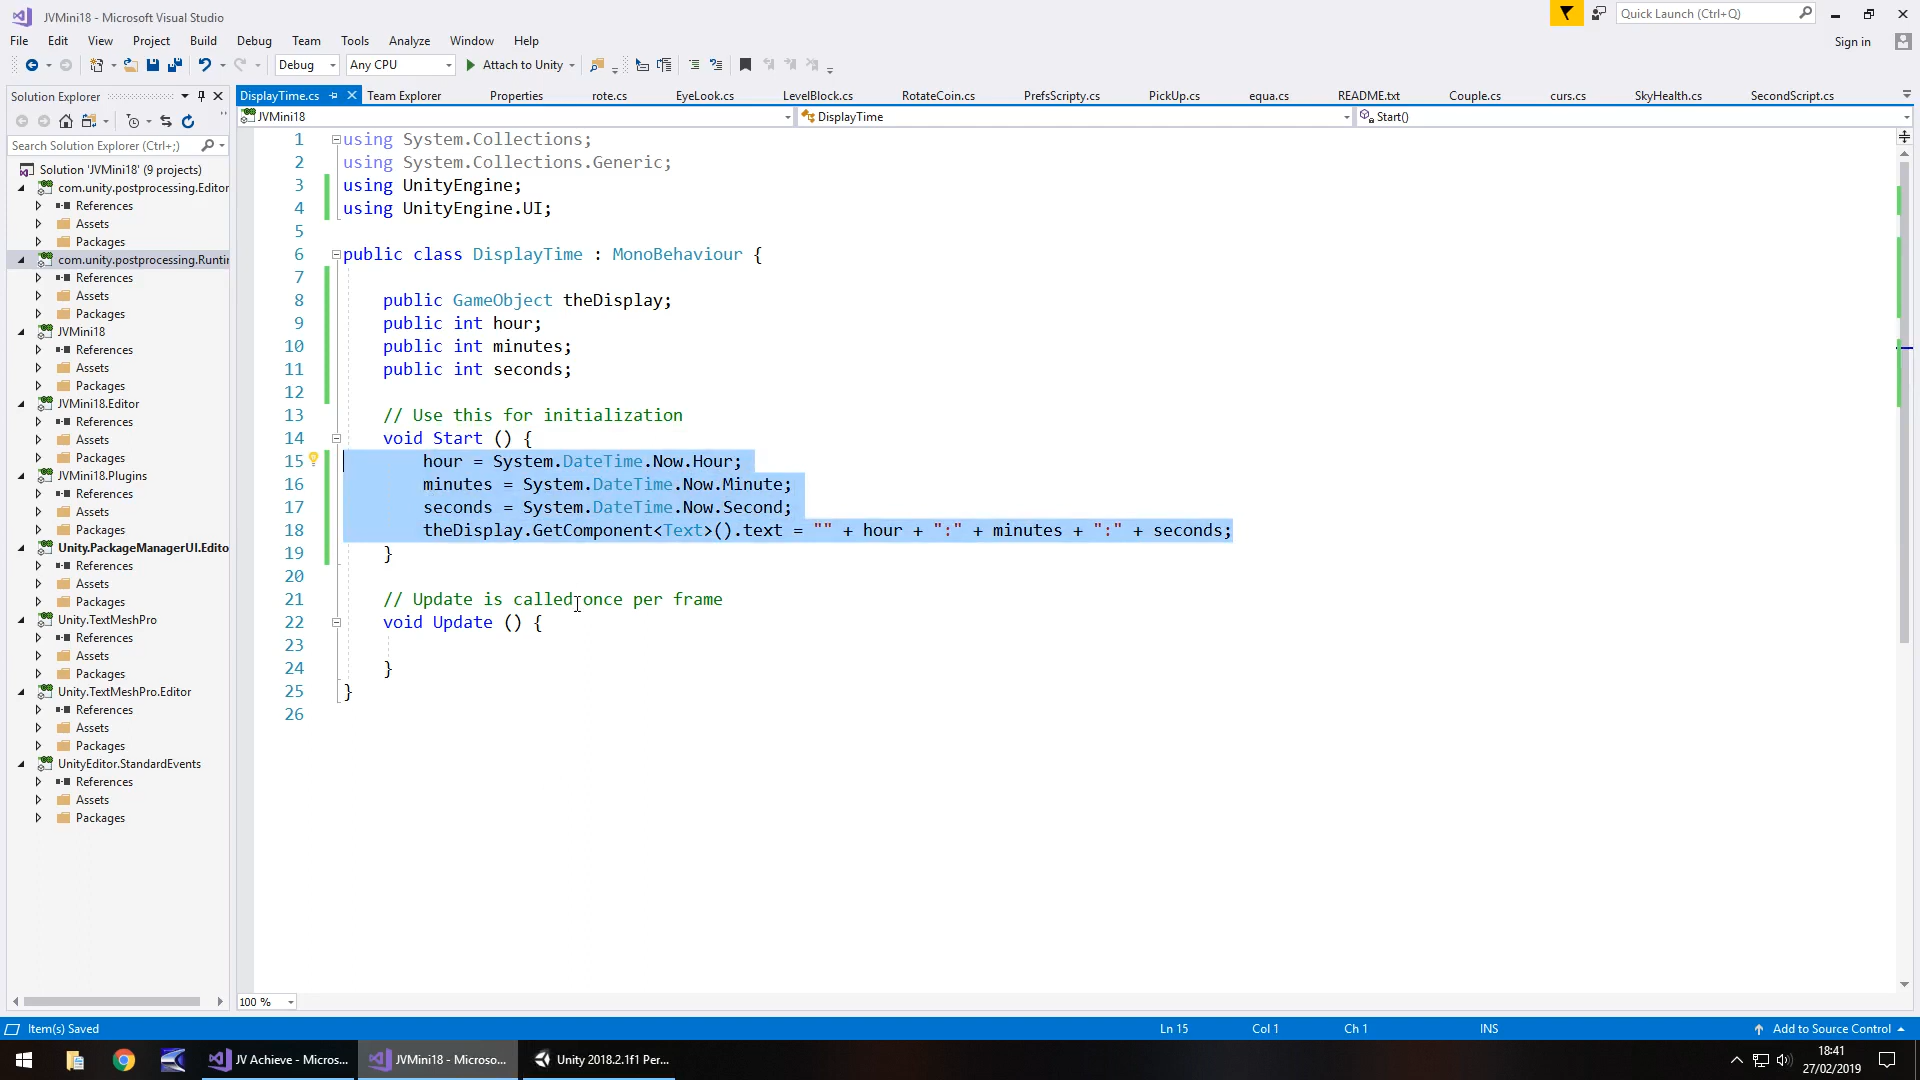 JVMini18 - Microsoft Visual Studio
Quick Launch (Ctrl+Q)
File Edit View Project Build Debug Team Tools Analyze Window Help
Sign in
Debug Any CPU Attach to Unity
Solution Explorer
DisplayTime.cs Team Explorer Properties rote.cs EyeLook.cs LevelBlock.cs RotateCoin.cs PrefsScripty.cs PickUp.cs equa.cs README.txt Couple.cs curs.cs SkyHealth.cs SecondScript.cs
JVMini18 DisplayTime Start()
Search Solution Explorer (Ctrl+;)
Solution 'JVMini18' (9 projects)
com.unity.postprocessing.Editor
References
Assets
Packages
com.unity.postprocessing.Runtir
References
Assets
Packages
JVMini18
References
Assets
Packages
JVMini18.Editor
References
Assets
Packages
JVMini18.Plugins
References
Assets
Packages
Unity.PackageManagerUI.Edito
References
Assets
Packages
Unity.TextMeshPro
References
Assets
Packages
Unity.TextMeshPro.Editor
References
Assets
Packages
UnityEditor.StandardEvents
References
Assets
Packages
1 using System.Collections;
2 using System.Collections.Generic;
3 using UnityEngine;
4 using UnityEngine.UI;
5
6 public class DisplayTime : MonoBehaviour {
7
8 public GameObject theDisplay;
9 public int hour;
10 public int minutes;
11 public int seconds;
12
13 // Use this for initialization
14 void Start () {
15 hour = System.DateTime.Now.Hour;
16 minutes = System.DateTime.Now.Minute;
17 seconds = System.DateTime.Now.Second;
18 theDisplay.GetComponent<Text>().text = "" + hour + ":" + minutes + ":" + seconds;
19 }
20
21 // Update is called once per frame
22 void Update () {
23
24 }
25 }
26
100 %
Item(s) Saved Ln 15 Col 1 Ch 1 INS Add to Source Control
JV Achieve - Micros... JVMini18 - Microso... Unity 2018.2.1f1 Per...
18:41
27/02/2019